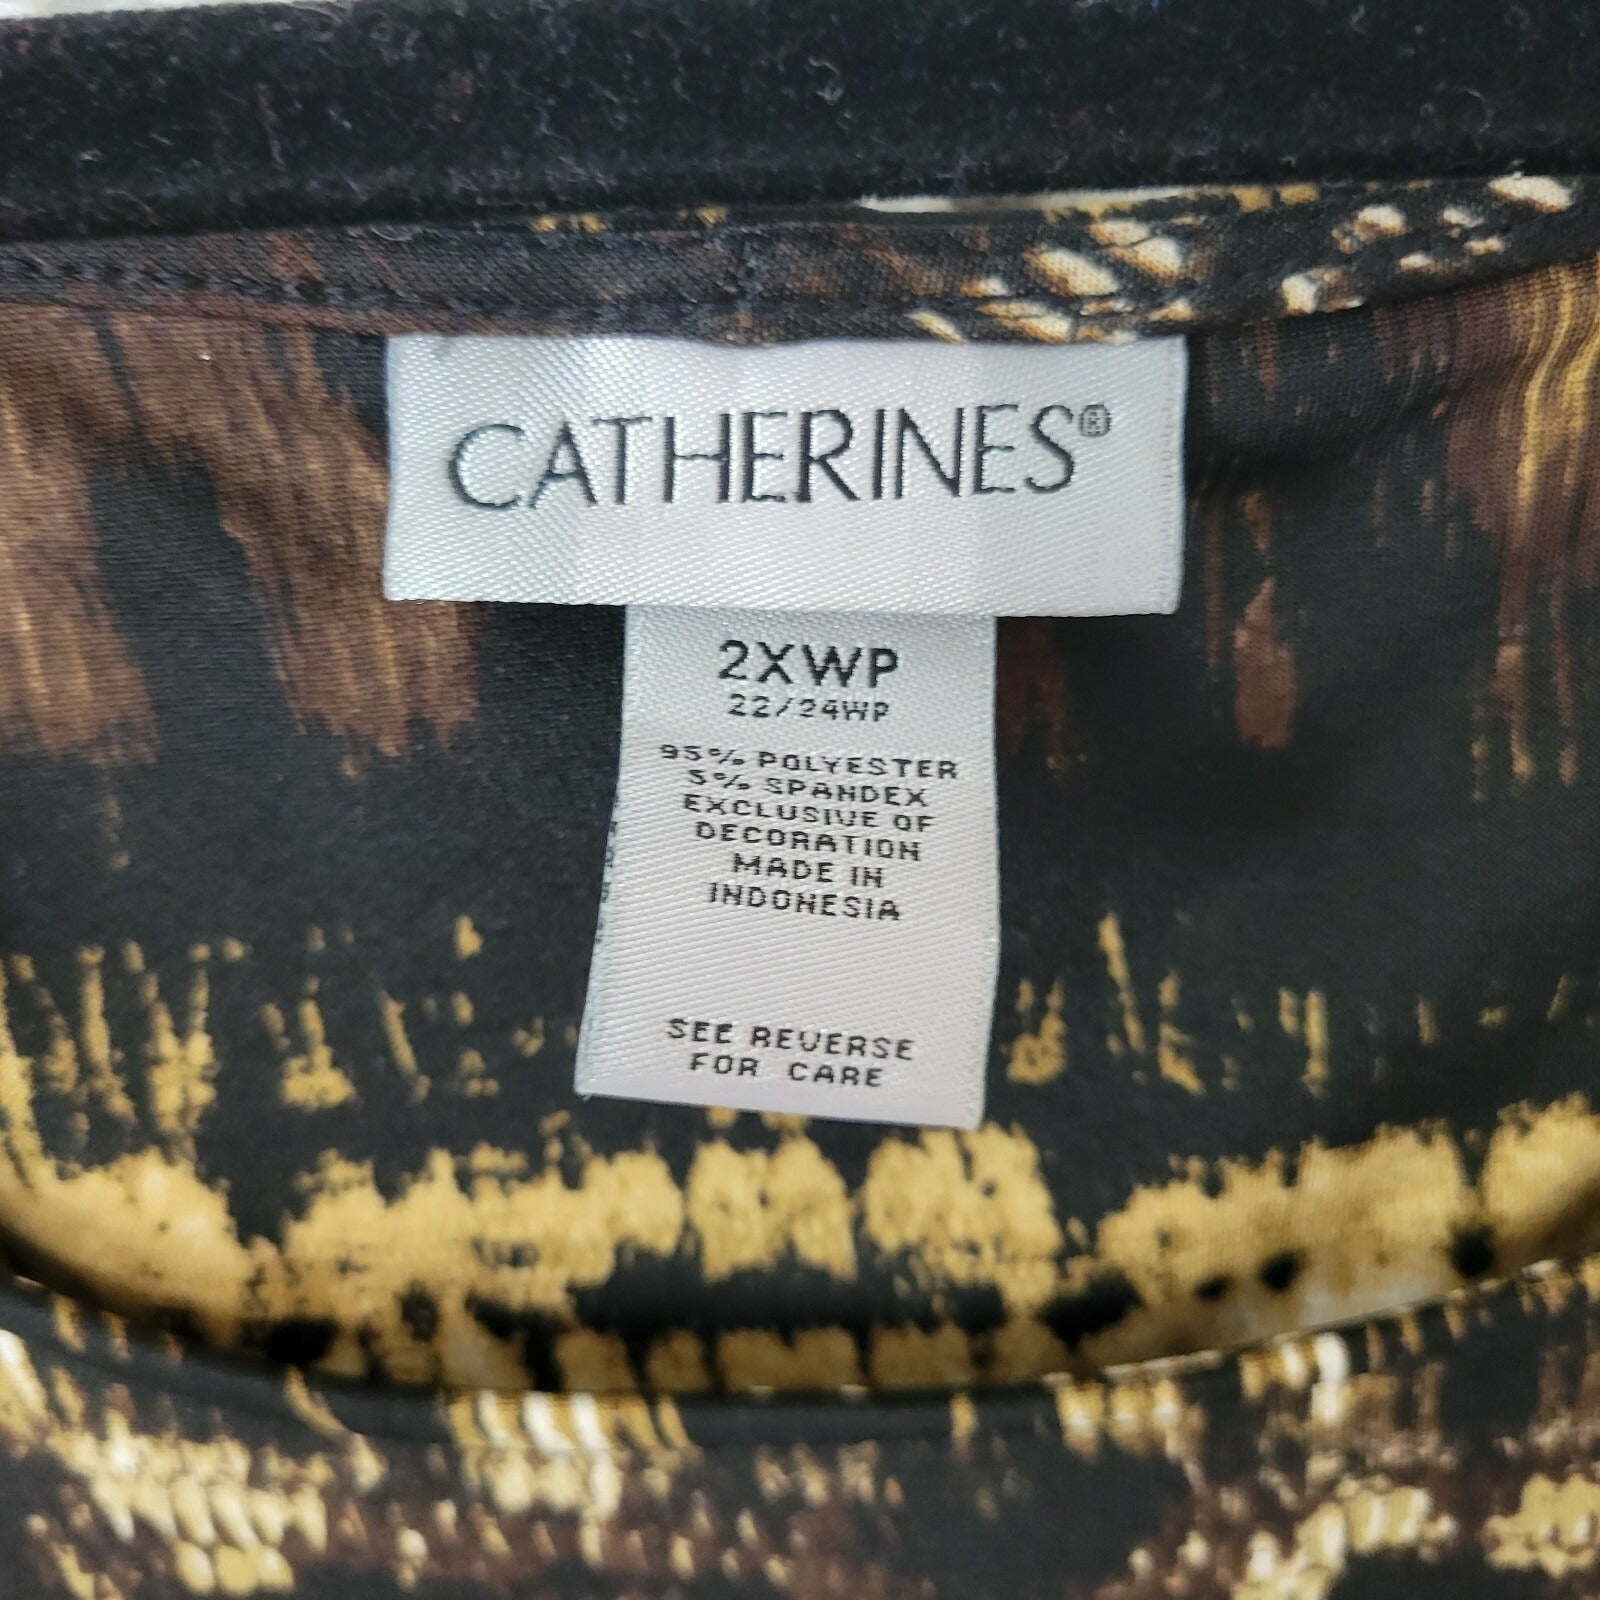 CATHERINES®
2XWP
22/24WP
95% POLYESTER
5% SPANDEX
EXCLUSIVE OF
DECORATION
MADE IN
INDONESIA
SEE REVERSE
FOR CARE